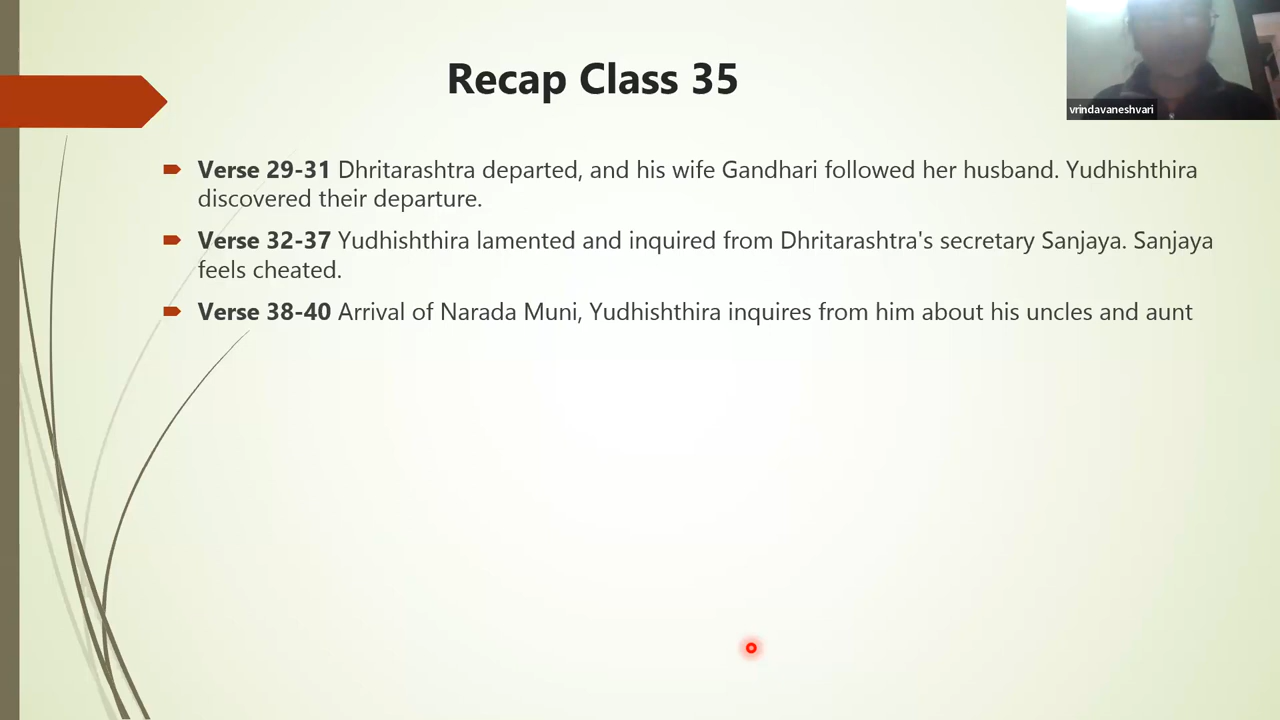 Recap Class 35
vrindavaneshvari
Verse 29-31 Dhritarashtra departed, and his wife Gandhari followed her husband. Yudhishthira
discovered their departure.
Verse 32-37 Yudhishthira lamented and inquired from Dhritarashtra's secretary Sanjaya. Sanjaya
feels cheated.
Verse 38-40 Arrival of Narada Muni, Yudhishthira inquires from him about his uncles and aunt